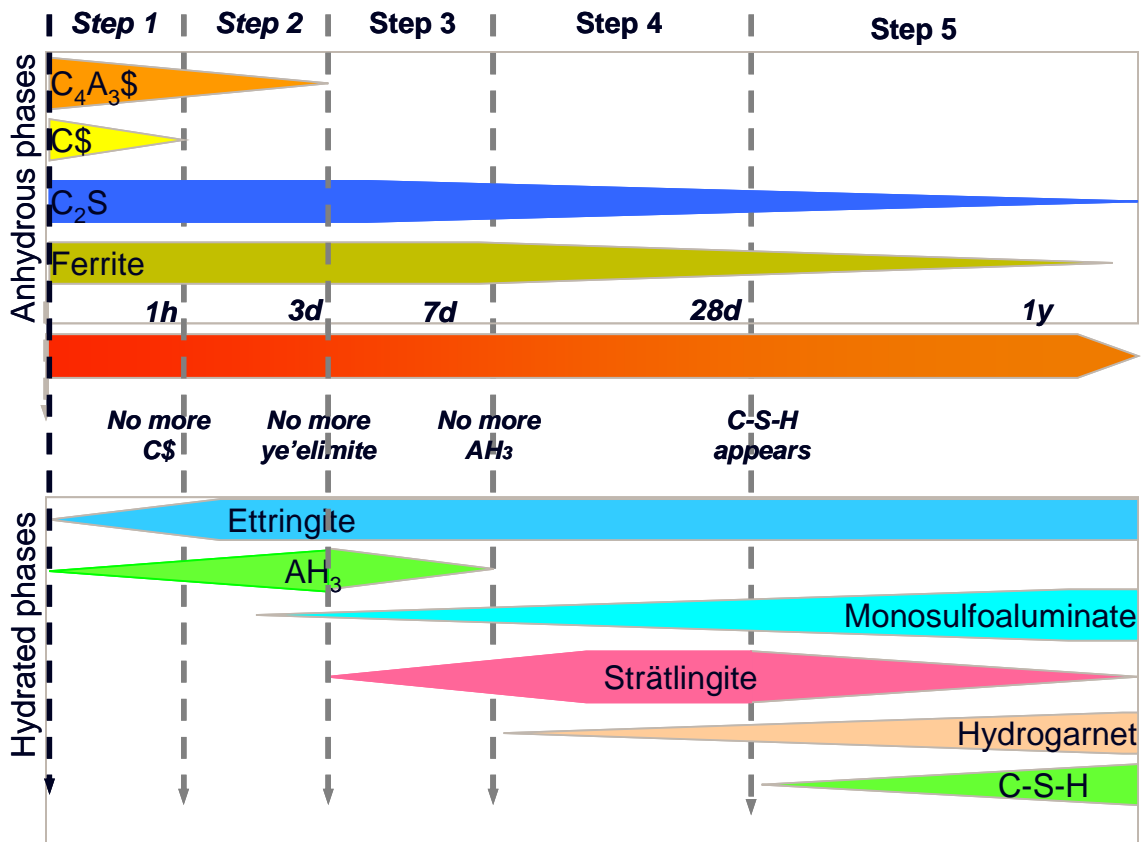 Step 1
Step 2
Step 3
Step 4
Step 5
Anhydrous phases
C₄A₃$
C$
C₂S
Ferrite
1h
3d
7d
28d
1y
No more
C$
No more
ye'elimite
No more
AH₃
C-S-H
appears
Hydrated phases
Ettringite
AH₃
Monosulfoaluminate
Strätlingite
Hydrogarnet
C-S-H